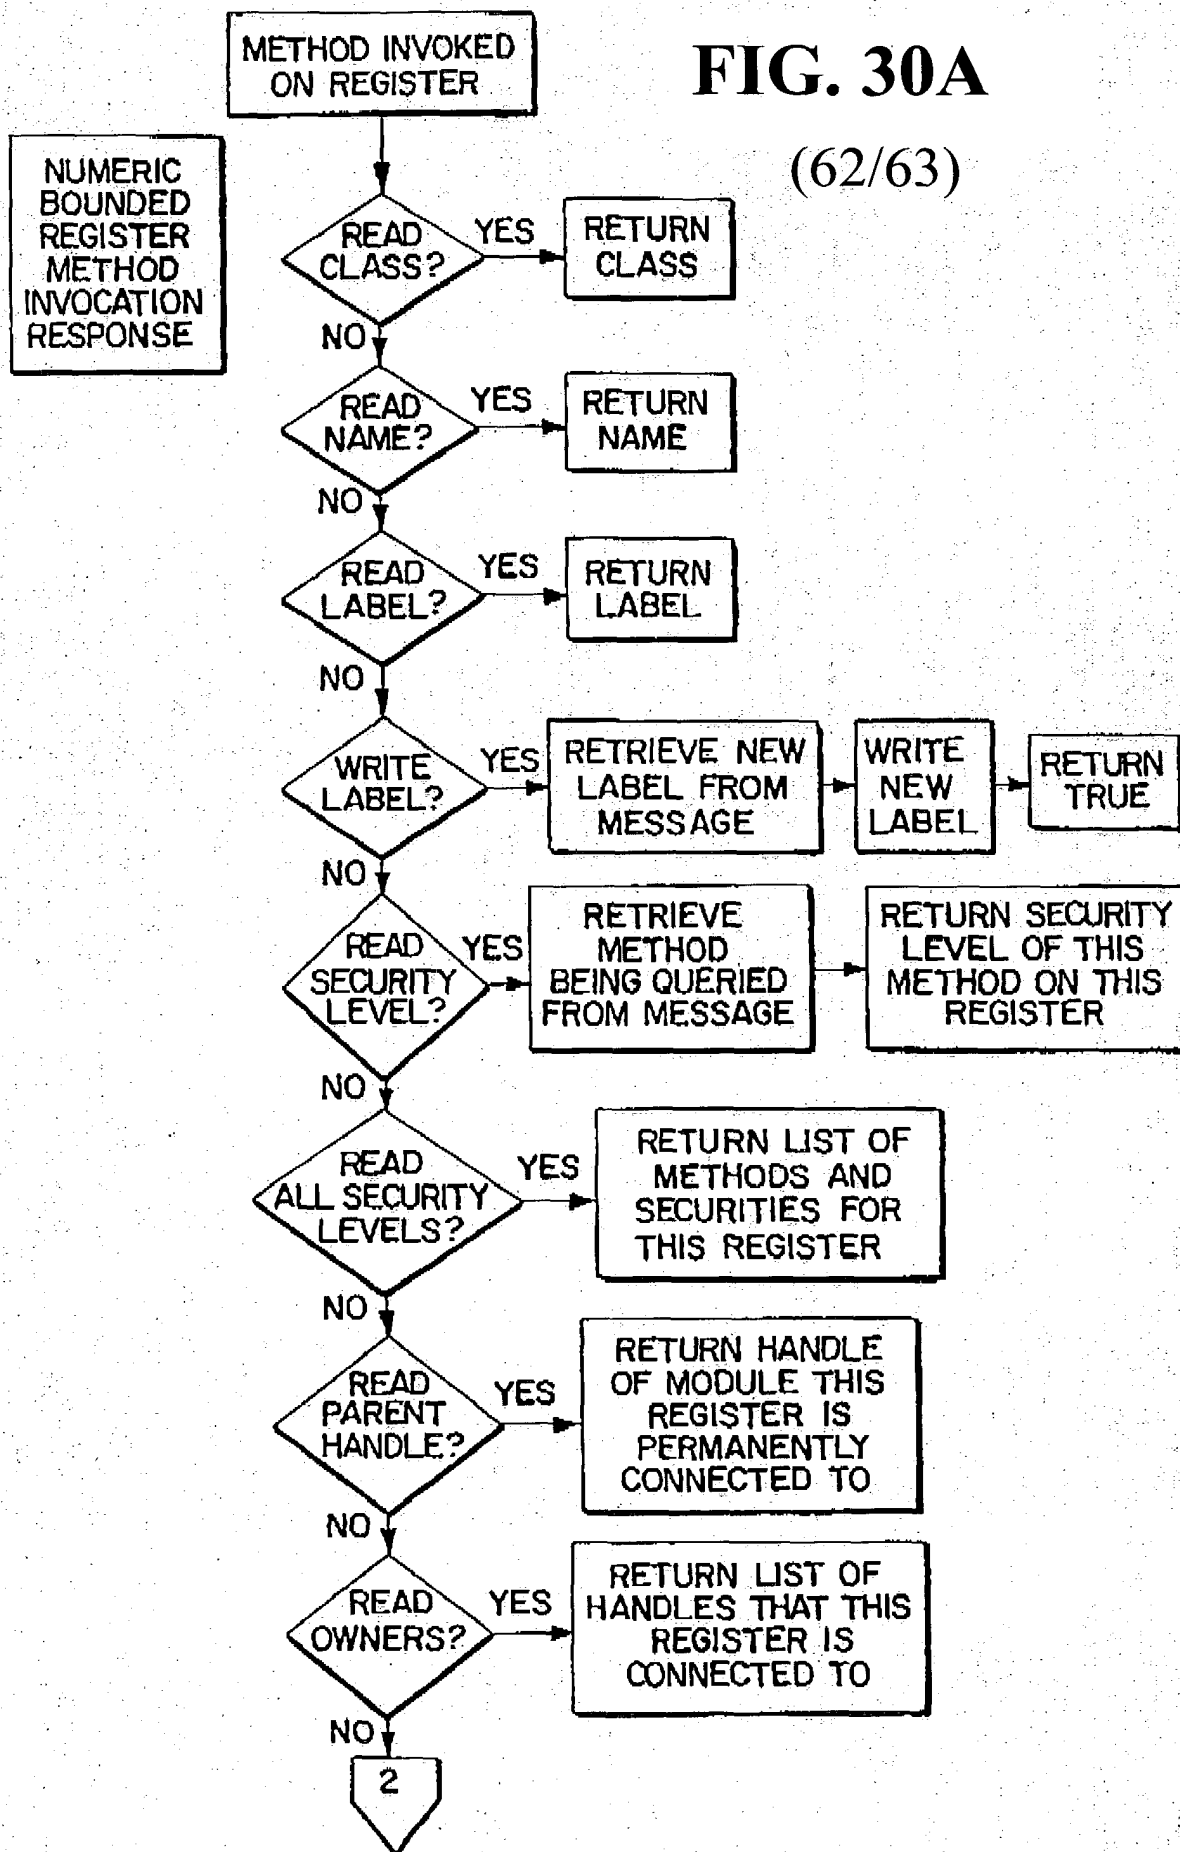 METHOD INVOKED
ON REGISTER
FIG. 30A
(62/63)
NUMERIC
BOUNDED
REGISTER
METHOD
INVOCATION
RESPONSE
READ
CLASS?
YES
RETURN
CLASS
NO
READ
NAME?
YES
RETURN
NAME
NO
READ
LABEL?
YES
RETURN
LABEL
NO
WRITE
LABEL?
YES
RETRIEVE NEW
LABEL FROM
MESSAGE
WRITE
NEW
LABEL
RETURN
TRUE
NO
READ
SECURITY
LEVEL?
YES
RETRIEVE
METHOD
BEING QUERIED
FROM MESSAGE
RETURN SECURITY
LEVEL OF THIS
METHOD ON THIS
REGISTER
NO
READ
ALL SECURITY
LEVELS?
YES
RETURN LIST OF
METHODS AND
SECURITIES FOR
THIS REGISTER
NO
READ
PARENT
HANDLE?
YES
RETURN HANDLE
OF MODULE THIS
REGISTER IS
PERMANENTLY
CONNECTED TO
NO
READ
OWNERS?
YES
RETURN LIST OF
HANDLES THAT THIS
REGISTER IS
CONNECTED TO
NO
2